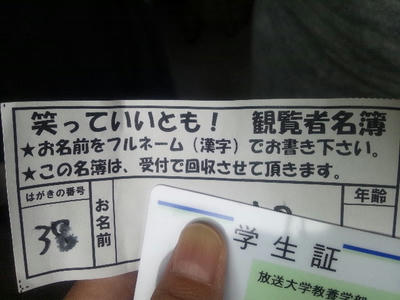 笑っていいとも! 観覧者名簿
★お名前をフルネーム（漢字）でお書き下さい。
★この名簿は、受付で回収させて頂きます。
はがきの番号
38
お名前
年齢
学生証
放送大学教養学部